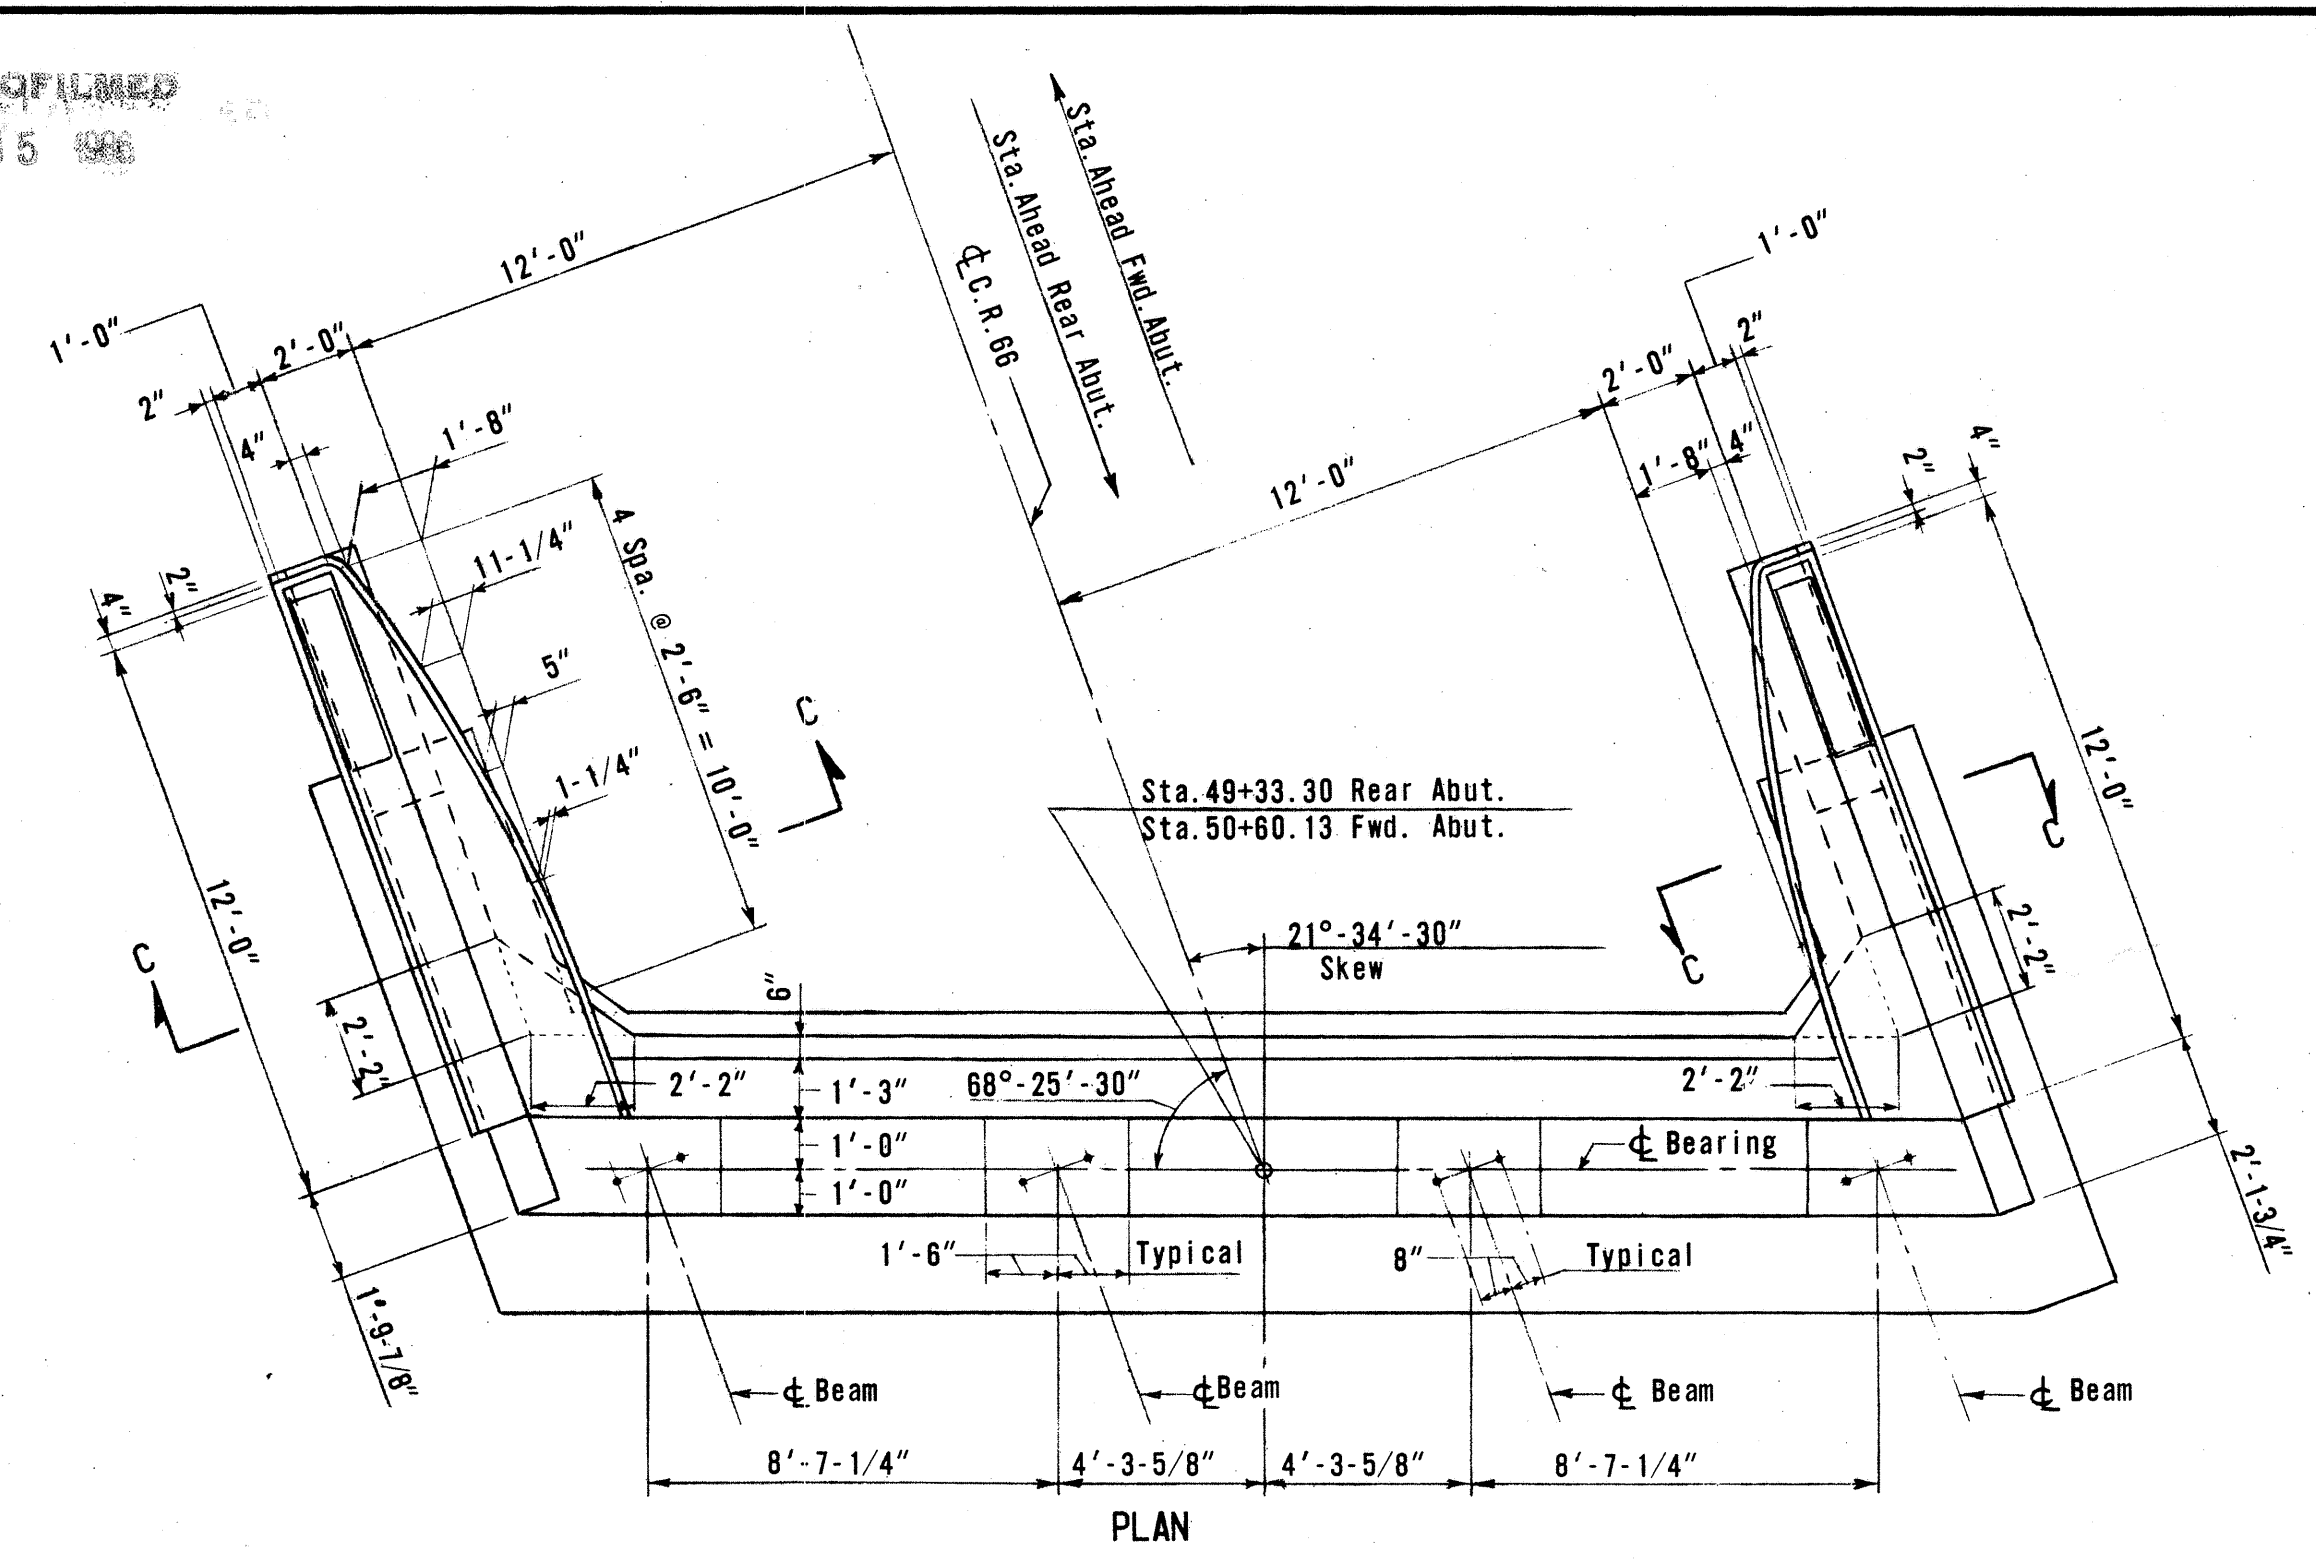 OFILMED
15
12'-0"
1'-0"
2'-0"
2"
4"
1'-8"
11-1/4"
5"
1-1/4"
4 Spa. @ 2'-6" = 10'-0"
4"
2"
12'-0"
C
C
2'-2"
1'-9-7/8"
℄ C.R.66
Sta. Ahead Rear Abut.
Sta. Ahead Fwd. Abut.
12'-0"
1'-0"
2'-0"
2"
1'-8"
4"
2"
4"
12'-0"
C
C
2'-2"
2'-1-3/4"
Sta. 49+33.30 Rear Abut.
Sta. 50+60.13 Fwd. Abut.
21°-34'-30"
Skew
6"
2'-2"
1'-3"
68°-25'-30"
2'-2"
1'-0"
℄ Bearing
1'-0"
1'-6"
Typical
8"
Typical
℄ Beam
℄ Beam
℄ Beam
℄ Beam
8'-7-1/4"
4'-3-5/8"
4'-3-5/8"
8'-7-1/4"
PLAN